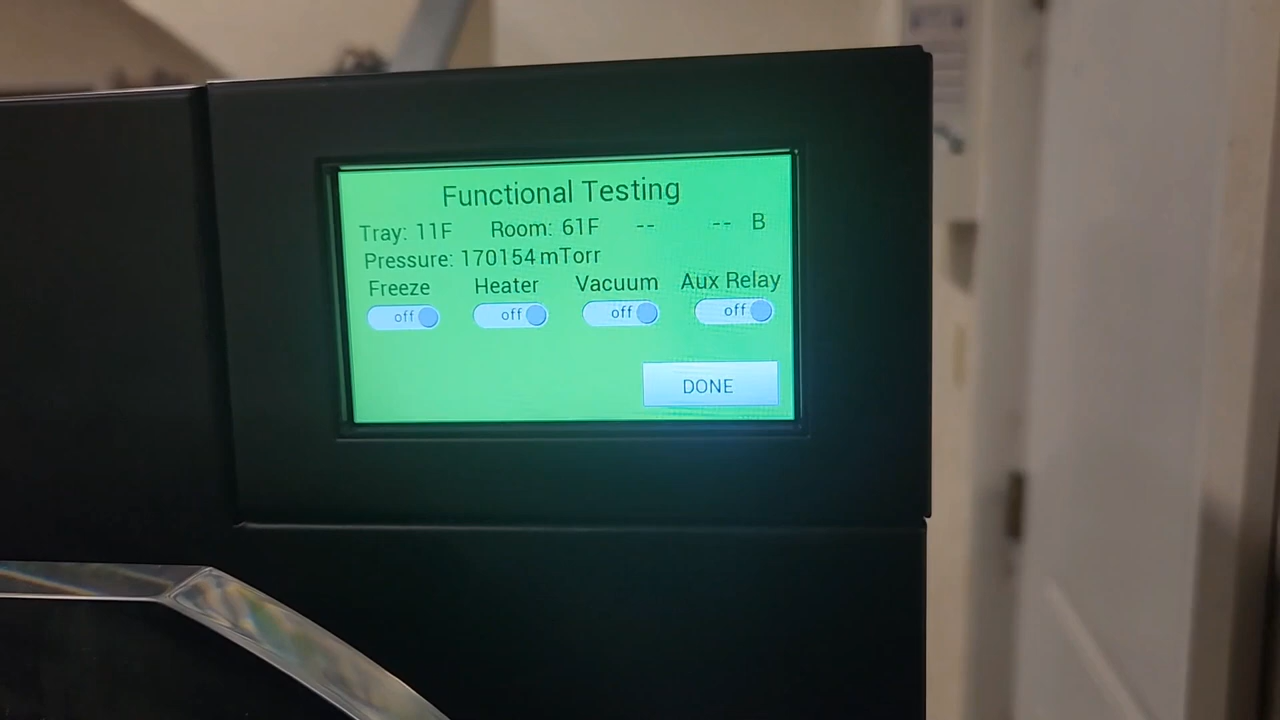 Functional Testing
Tray: 11F Room: 61F -- -- B
Pressure: 170154 mTorr
Freeze Heater Vacuum Aux Relay
off off off off
DONE